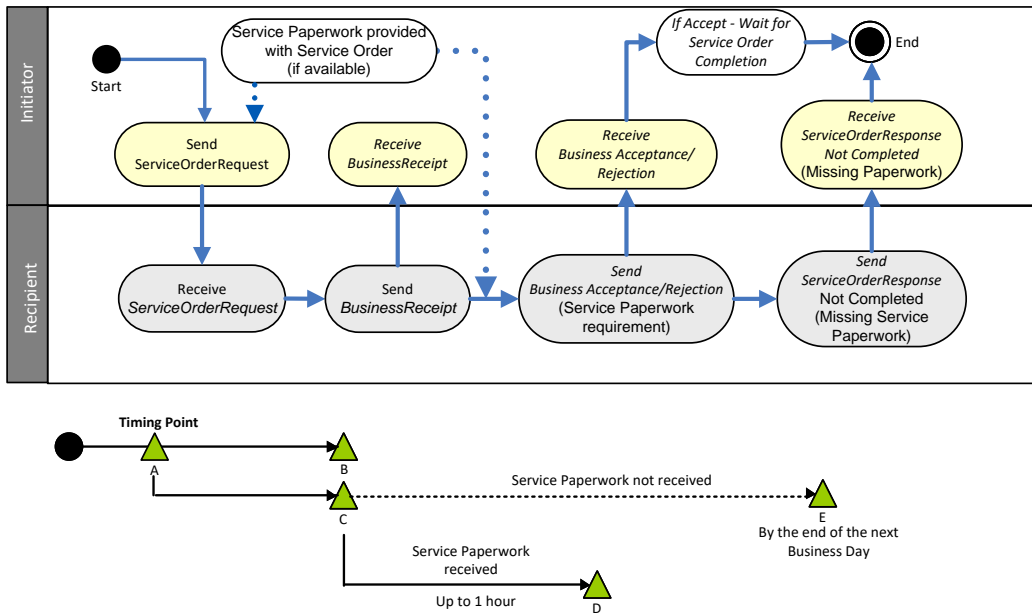 Initiator
Start
Service Paperwork provided
with Service Order
(if available)
If Accept - Wait for
Service Order
Completion
End
Send
ServiceOrderRequest
Receive
BusinessReceipt
Receive
Business Acceptance/
Rejection
Receive
ServiceOrderResponse
Not Completed
(Missing Paperwork)
Recipient
Receive
ServiceOrderRequest
Send
BusinessReceipt
Send
Business Acceptance/Rejection
(Service Paperwork
requirement)
Send
ServiceOrderResponse
Not Completed
(Missing Service
Paperwork)
Timing Point
A
B
C
Service Paperwork not received
E
By the end of the next
Business Day
Service Paperwork
received
Up to 1 hour
D